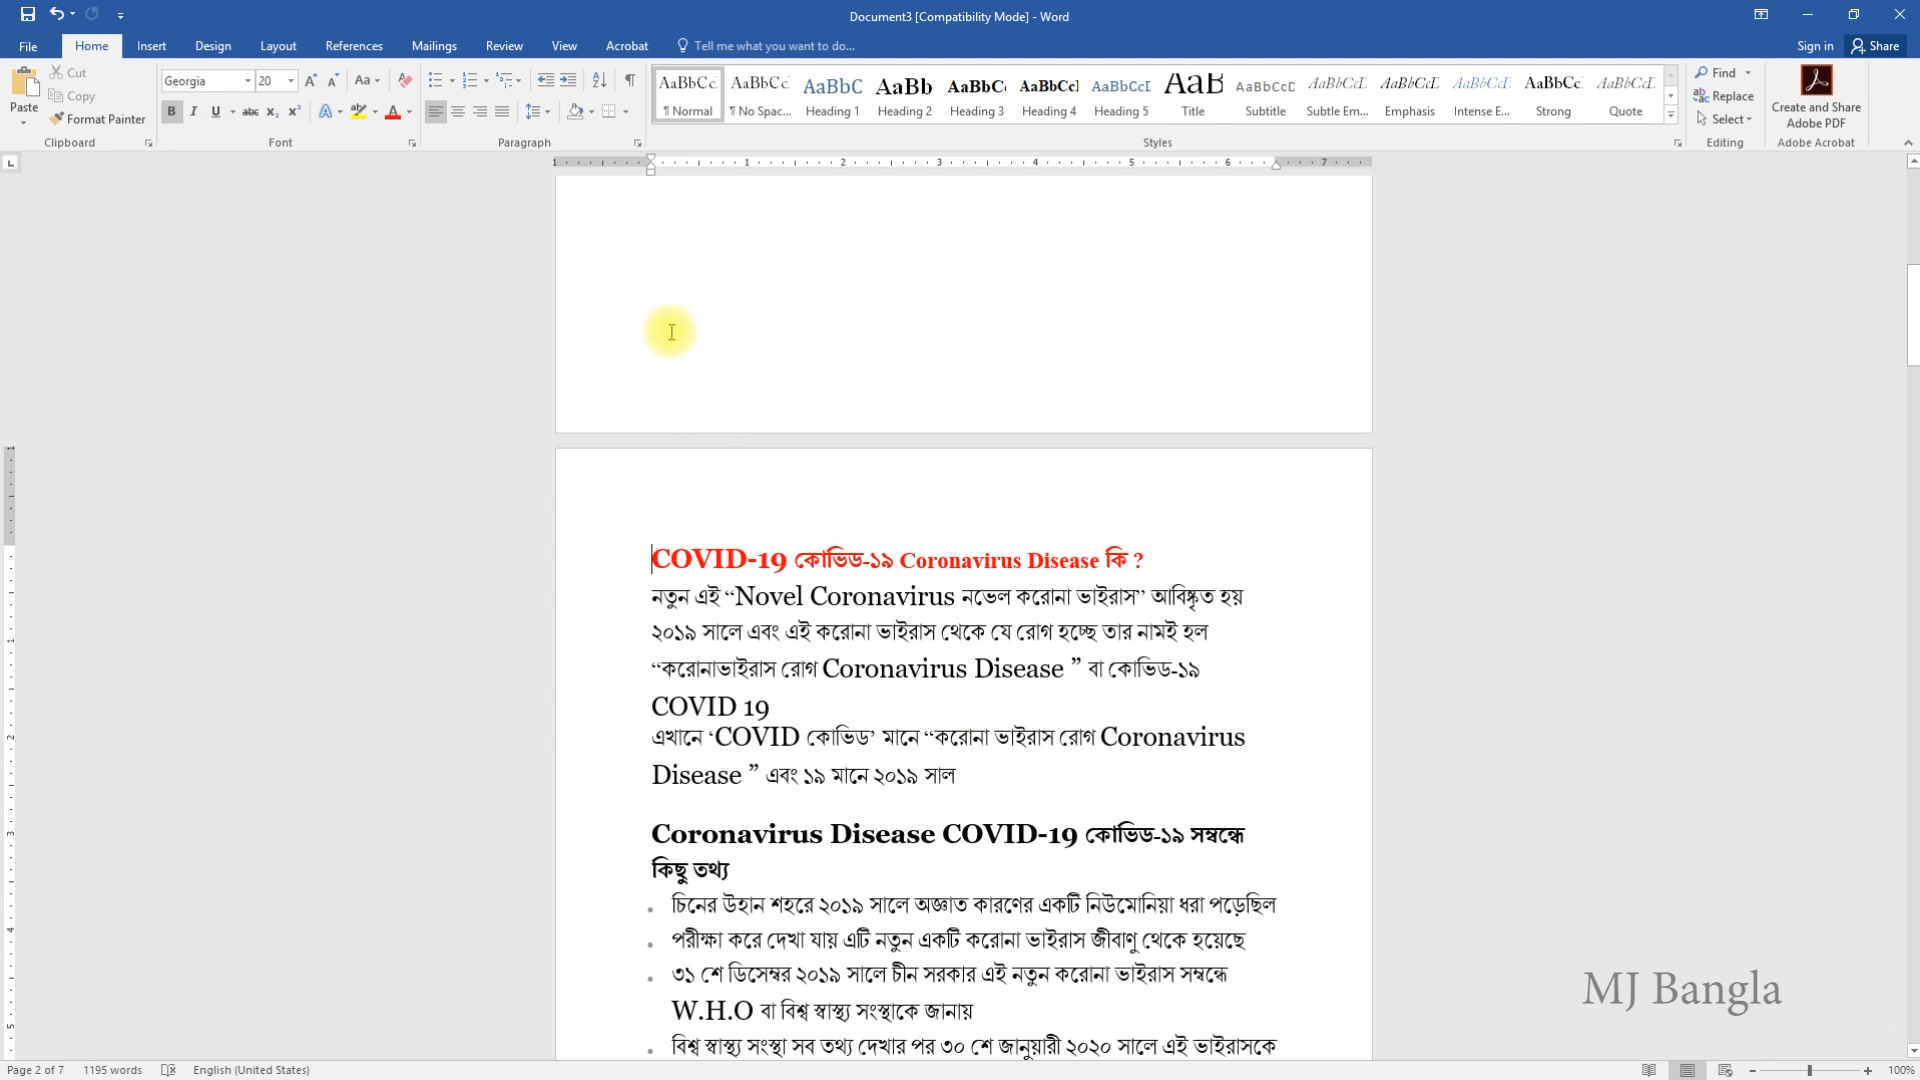 Document3 [Compatibility Mode] - Word
File Home Insert Design Layout References Mailings Review View Acrobat Tell me what you want to do... Sign in Share
Paste
Cut
Copy
Format Painter
Clipboard
Georgia 20
Font
Paragraph
¶ Normal ¶ No Spac... Heading 1 Heading 2 Heading 3 Heading 4 Heading 5 Title Subtitle Subtle Em... Emphasis Intense E... Strong Quote
Styles
Find
Replace
Select
Editing
Create and Share
Adobe PDF
Adobe Acrobat
COVID-19 কোভিড-১৯ Coronavirus Disease কি ?
নতুন এই “Novel Coronavirus নভেল করোনা ভাইরাস” আবিষ্কৃত হয়
২০১৯ সালে এবং এই করোনা ভাইরাস থেকে যে রোগ হচ্ছে তার নামই হল
“করোনাভাইরাস রোগ Coronavirus Disease ” বা কোভিড-১৯
COVID 19
এখানে ‘COVID কোভিড’ মানে “করোনা ভাইরাস রোগ Coronavirus
Disease ” এবং ১৯ মানে ২০১৯ সাল
Coronavirus Disease COVID-19 কোভিড-১৯ সম্বন্ধে
কিছু তথ্য
• চিনের উহান শহরে ২০১৯ সালে অজ্ঞাত কারণের একটি নিউমোনিয়া ধরা পড়েছিল
• পরীক্ষা করে দেখা যায় এটি নতুন একটি করোনা ভাইরাস জীবাণু থেকে হয়েছে
• ৩১ শে ডিসেম্বর ২০১৯ সালে চীন সরকার এই নতুন করোনা ভাইরাস সম্বন্ধে
W.H.O বা বিশ্ব স্বাস্থ্য সংস্থাকে জানায়
• বিশ্ব স্বাস্থ্য সংস্থা সব তথ্য দেখার পর ৩০ শে জানুয়ারী ২০২০ সালে এই ভাইরাসকে
MJ Bangla
Page 2 of 7 1195 words English (United States) 100%